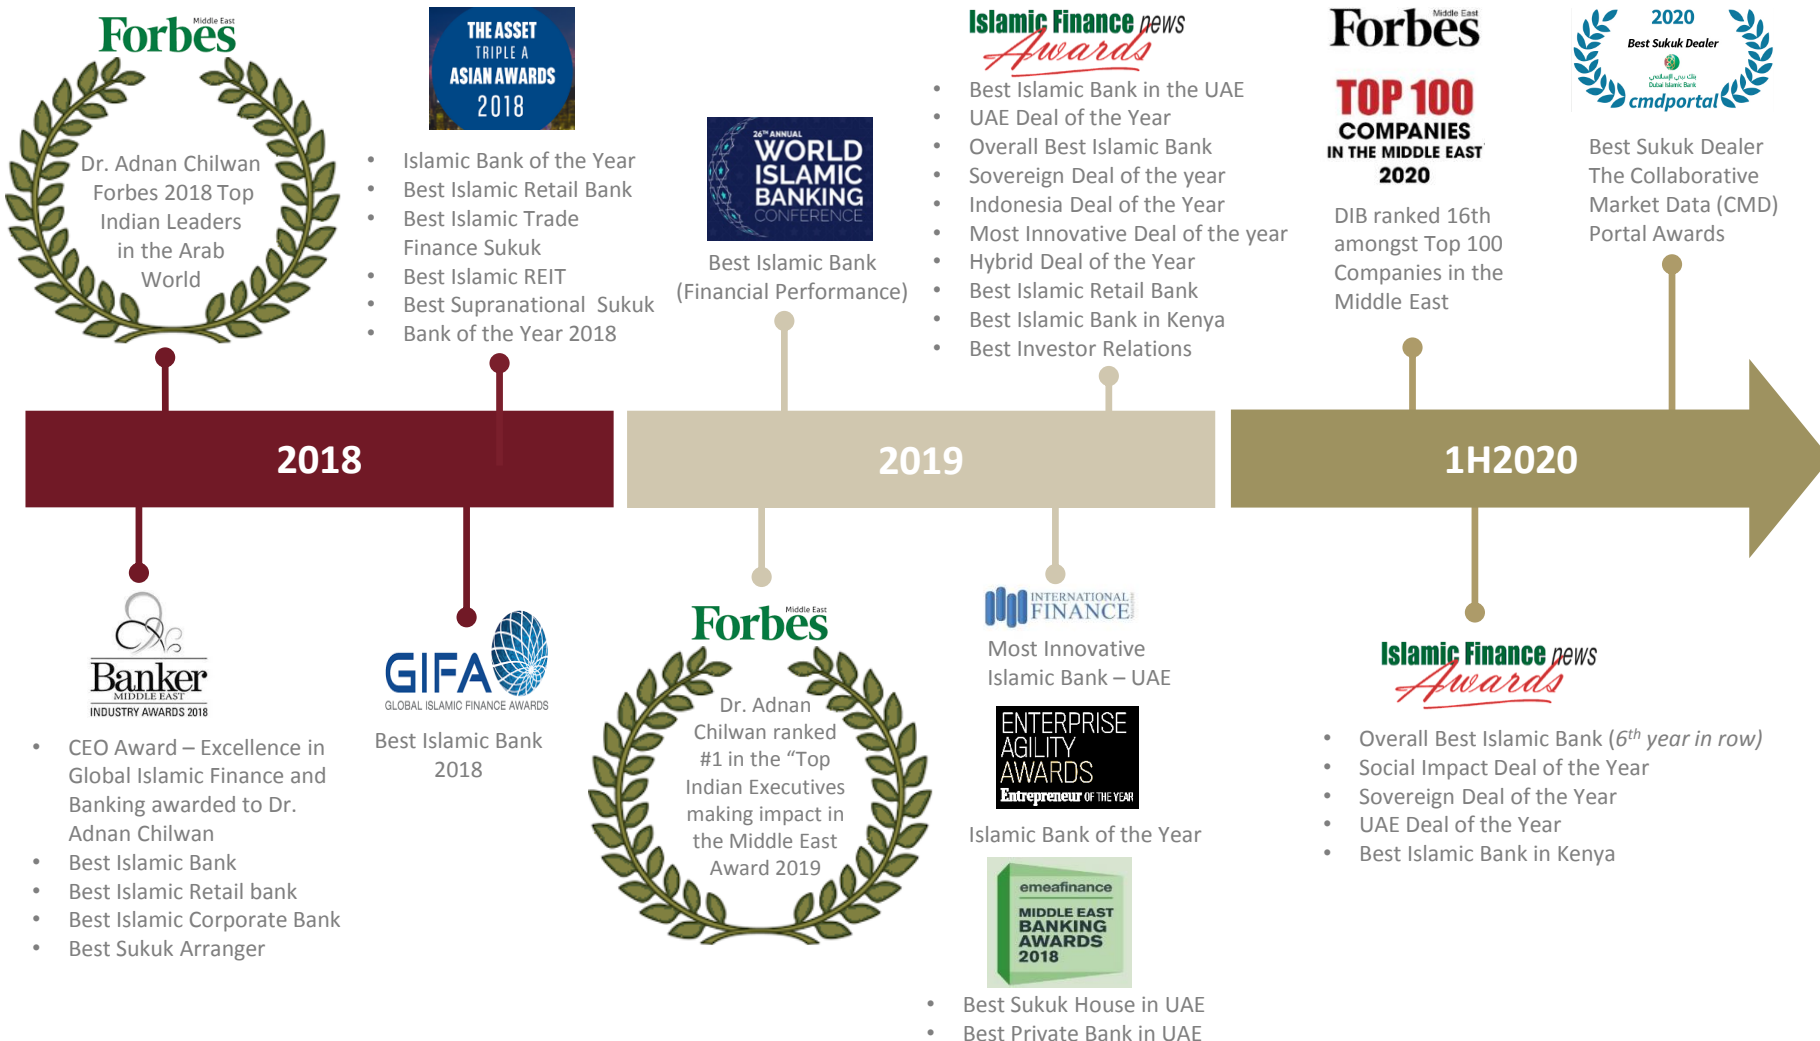 Middle East
Forbes
Dr. Adnan Chilwan
Forbes 2018 Top
Indian Leaders
in the Arab
World
THE ASSET
TRIPLE A
ASIAN AWARDS
2018
• Islamic Bank of the Year
• Best Islamic Retail Bank
• Best Islamic Trade
Finance Sukuk
• Best Islamic REIT
• Best Supranational Sukuk
• Bank of the Year 2018
26TH ANNUAL
WORLD
ISLAMIC
BANKING
CONFERENCE
Best Islamic Bank
(Financial Performance)
Islamic Finance news
Awards
• Best Islamic Bank in the UAE
• UAE Deal of the Year
• Overall Best Islamic Bank
• Sovereign Deal of the year
• Indonesia Deal of the Year
• Most Innovative Deal of the year
• Hybrid Deal of the Year
• Best Islamic Retail Bank
• Best Islamic Bank in Kenya
• Best Investor Relations
Middle East
Forbes
TOP 100
COMPANIES
IN THE MIDDLE EAST
2020
DIB ranked 16th
amongst Top 100
Companies in the
Middle East
2020
Best Sukuk Dealer
بنك دبي الإسلامي
Dubai Islamic Bank
cmdportal
Best Sukuk Dealer
The Collaborative
Market Data (CMD)
Portal Awards
2018
2019
1H2020
Banker
MIDDLE EAST
INDUSTRY AWARDS 2018
• CEO Award – Excellence in
Global Islamic Finance and
Banking awarded to Dr.
Adnan Chilwan
• Best Islamic Bank
• Best Islamic Retail bank
• Best Islamic Corporate Bank
• Best Sukuk Arranger
GIFA
GLOBAL ISLAMIC FINANCE AWARDS
Best Islamic Bank
2018
Middle East
Forbes
Dr. Adnan
Chilwan ranked
#1 in the “Top
Indian Executives
making impact in
the Middle East
Award 2019
INTERNATIONAL
FINANCE
Most Innovative
Islamic Bank – UAE
ENTERPRISE
AGILITY
AWARDS
Entrepreneur OF THE YEAR
Islamic Bank of the Year
emeafinance
MIDDLE EAST
BANKING
AWARDS
2018
• Best Sukuk House in UAE
• Best Private Bank in UAE
Islamic Finance news
Awards
• Overall Best Islamic Bank (6th year in row)
• Social Impact Deal of the Year
• Sovereign Deal of the Year
• UAE Deal of the Year
• Best Islamic Bank in Kenya